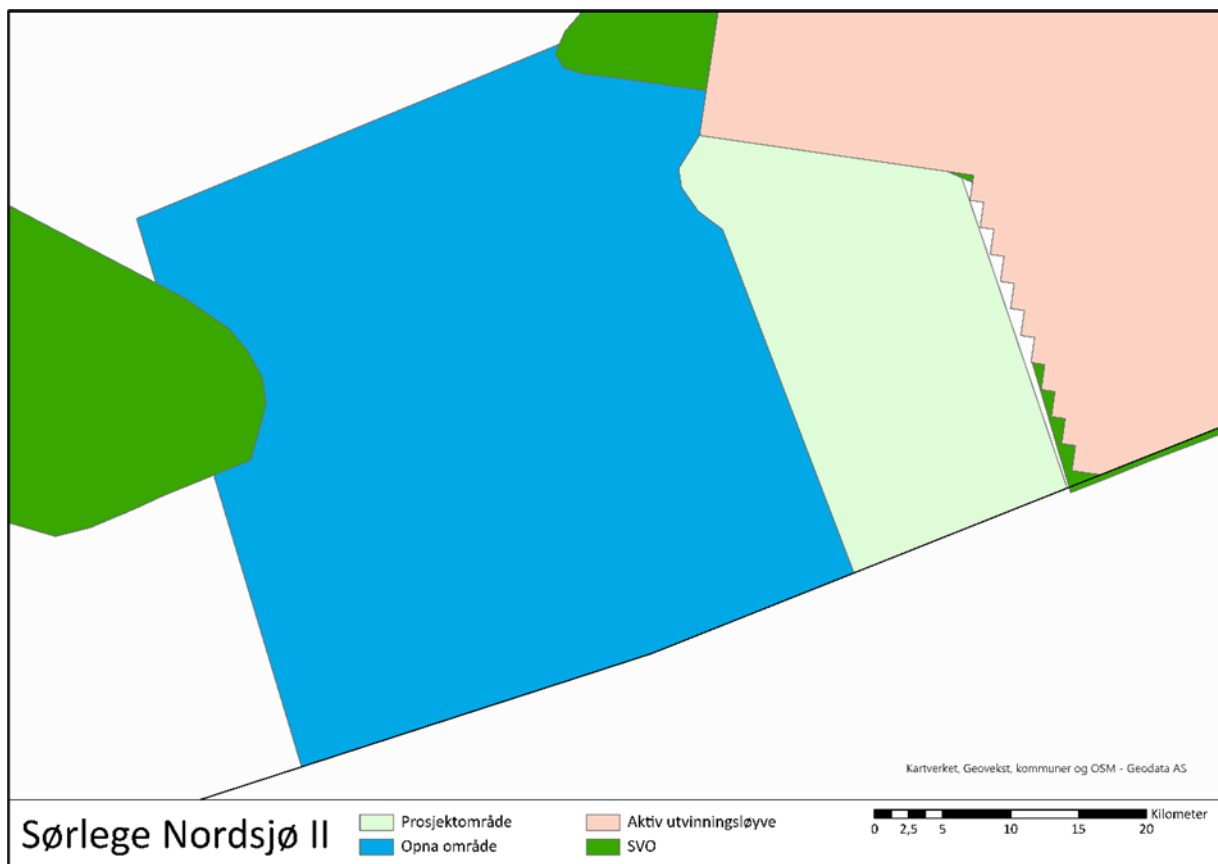 Kartverket, Geovekst, kommuner og OSM - Geodata AS
Sørlege Nordsjø II
Prosjektområde
Opna område
Aktiv utvinningsløyve
SVO
Kilometer
0 2,5 5 10 15 20